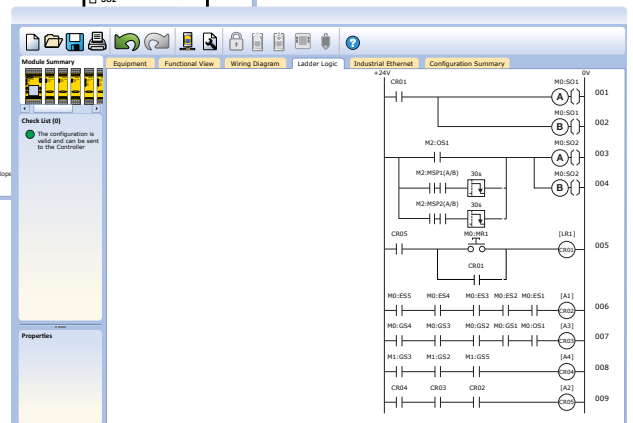 SO2
Module Summary
Equipment Functional View Wiring Diagram Ladder Logic Industrial Ethernet Configuration Summary
+24V 0V
CR01 M0:SO1
A 001
M0:SO1
B 002
Check List (0)
The configuration is
valid and can be sent
to the Controller
M2:OS1 M0:SO2
A 003
M2:MSP1(A/B) 30s M0:SO2
B 004
M2:MSP2(A/B) 30s
CR05 M0:MR1 [LR1]
CR01 005
CR01
M0:ES5 M0:ES4 M0:ES3 M0:ES2 M0:ES1 [A1]
CR02 006
M0:GS4 M0:GS3 M0:GS2 M0:GS1 M0:OS1 [A3]
CR03 007
Properties
M1:GS3 M1:GS2 M1:GS5 [A4]
CR04 008
CR04 CR03 CR02 [A2]
CR05 009